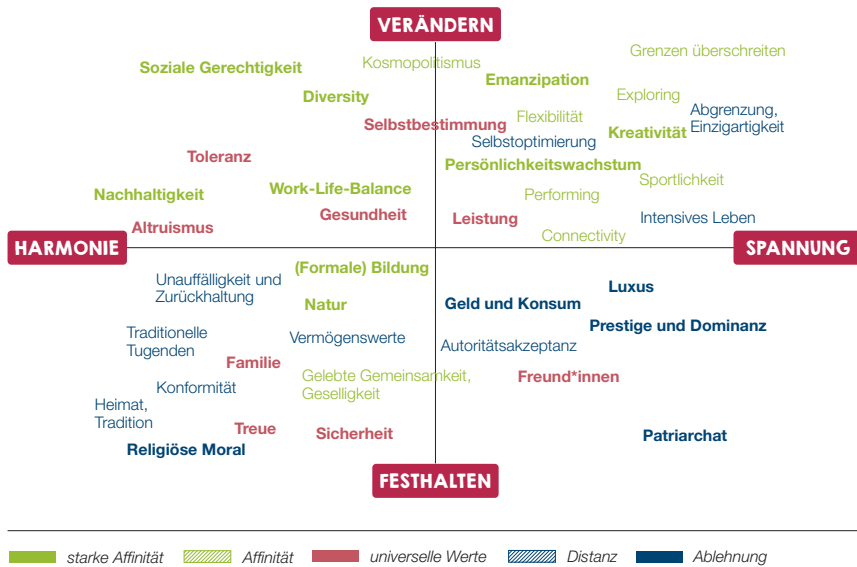 VERÄNDERN
Grenzen überschreiten
Kosmopolitismus
Soziale Gerechtigkeit
Emanzipation
Diversity
Exploring
Abgrenzung,
Einzigartigkeit
Flexibilität
Selbstbestimmung
Kreativität
Selbstoptimierung
Toleranz
Persönlichkeitswachstum
Sportlichkeit
Work-Life-Balance
Nachhaltigkeit
Performing
Gesundheit
Leistung
Intensives Leben
Altruismus
Connectivity
HARMONIE
SPANNUNG
(Formale) Bildung
Unauffälligkeit und
Zurückhaltung
Luxus
Natur
Geld und Konsum
Prestige und Dominanz
Traditionelle
Tugenden
Vermögenswerte
Autoritätsakzeptanz
Familie
Gelebte Gemeinsamkeit,
Geselligkeit
Freund*innen
Konformität
Heimat,
Tradition
Treue
Sicherheit
Patriarchat
Religiöse Moral
FESTHALTEN
starke Affinität
Affinität
universelle Werte
Distanz
Ablehnung